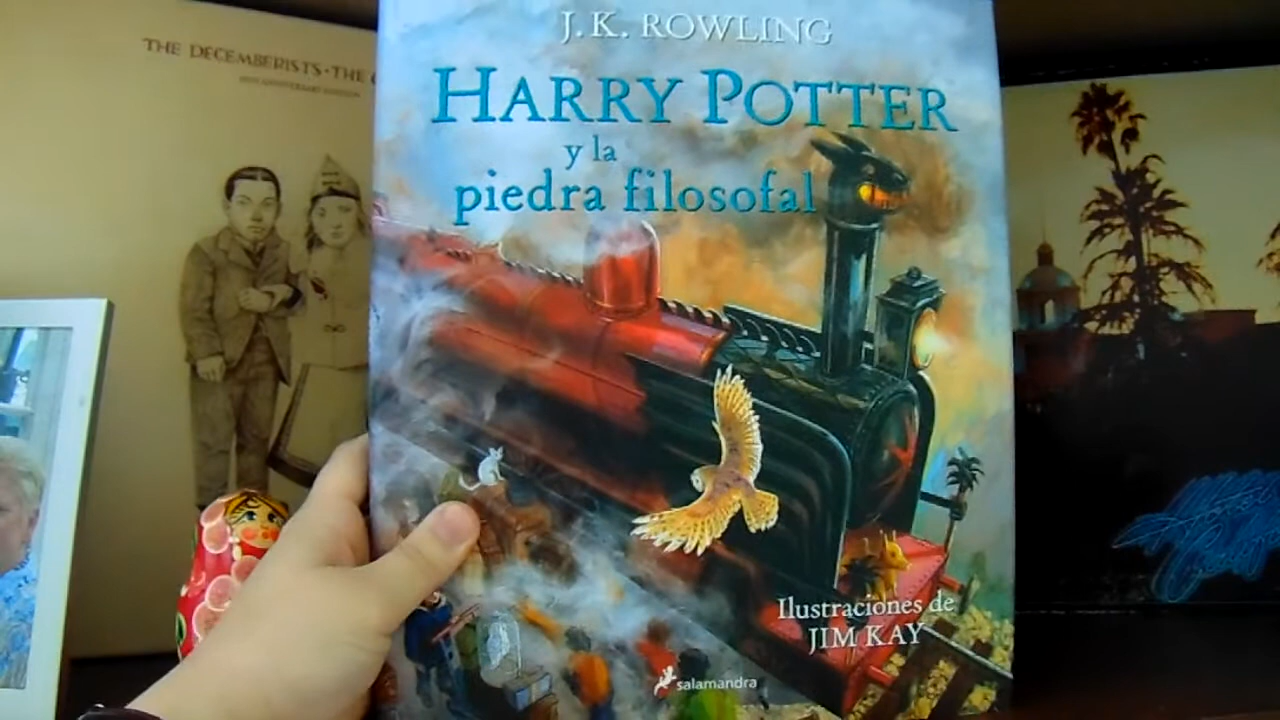 THE DECEMBERISTS • THE
J.K. ROWLING
HARRY POTTER
y la
piedra filosofal
Ilustraciones de
JIM KAY
salamandra